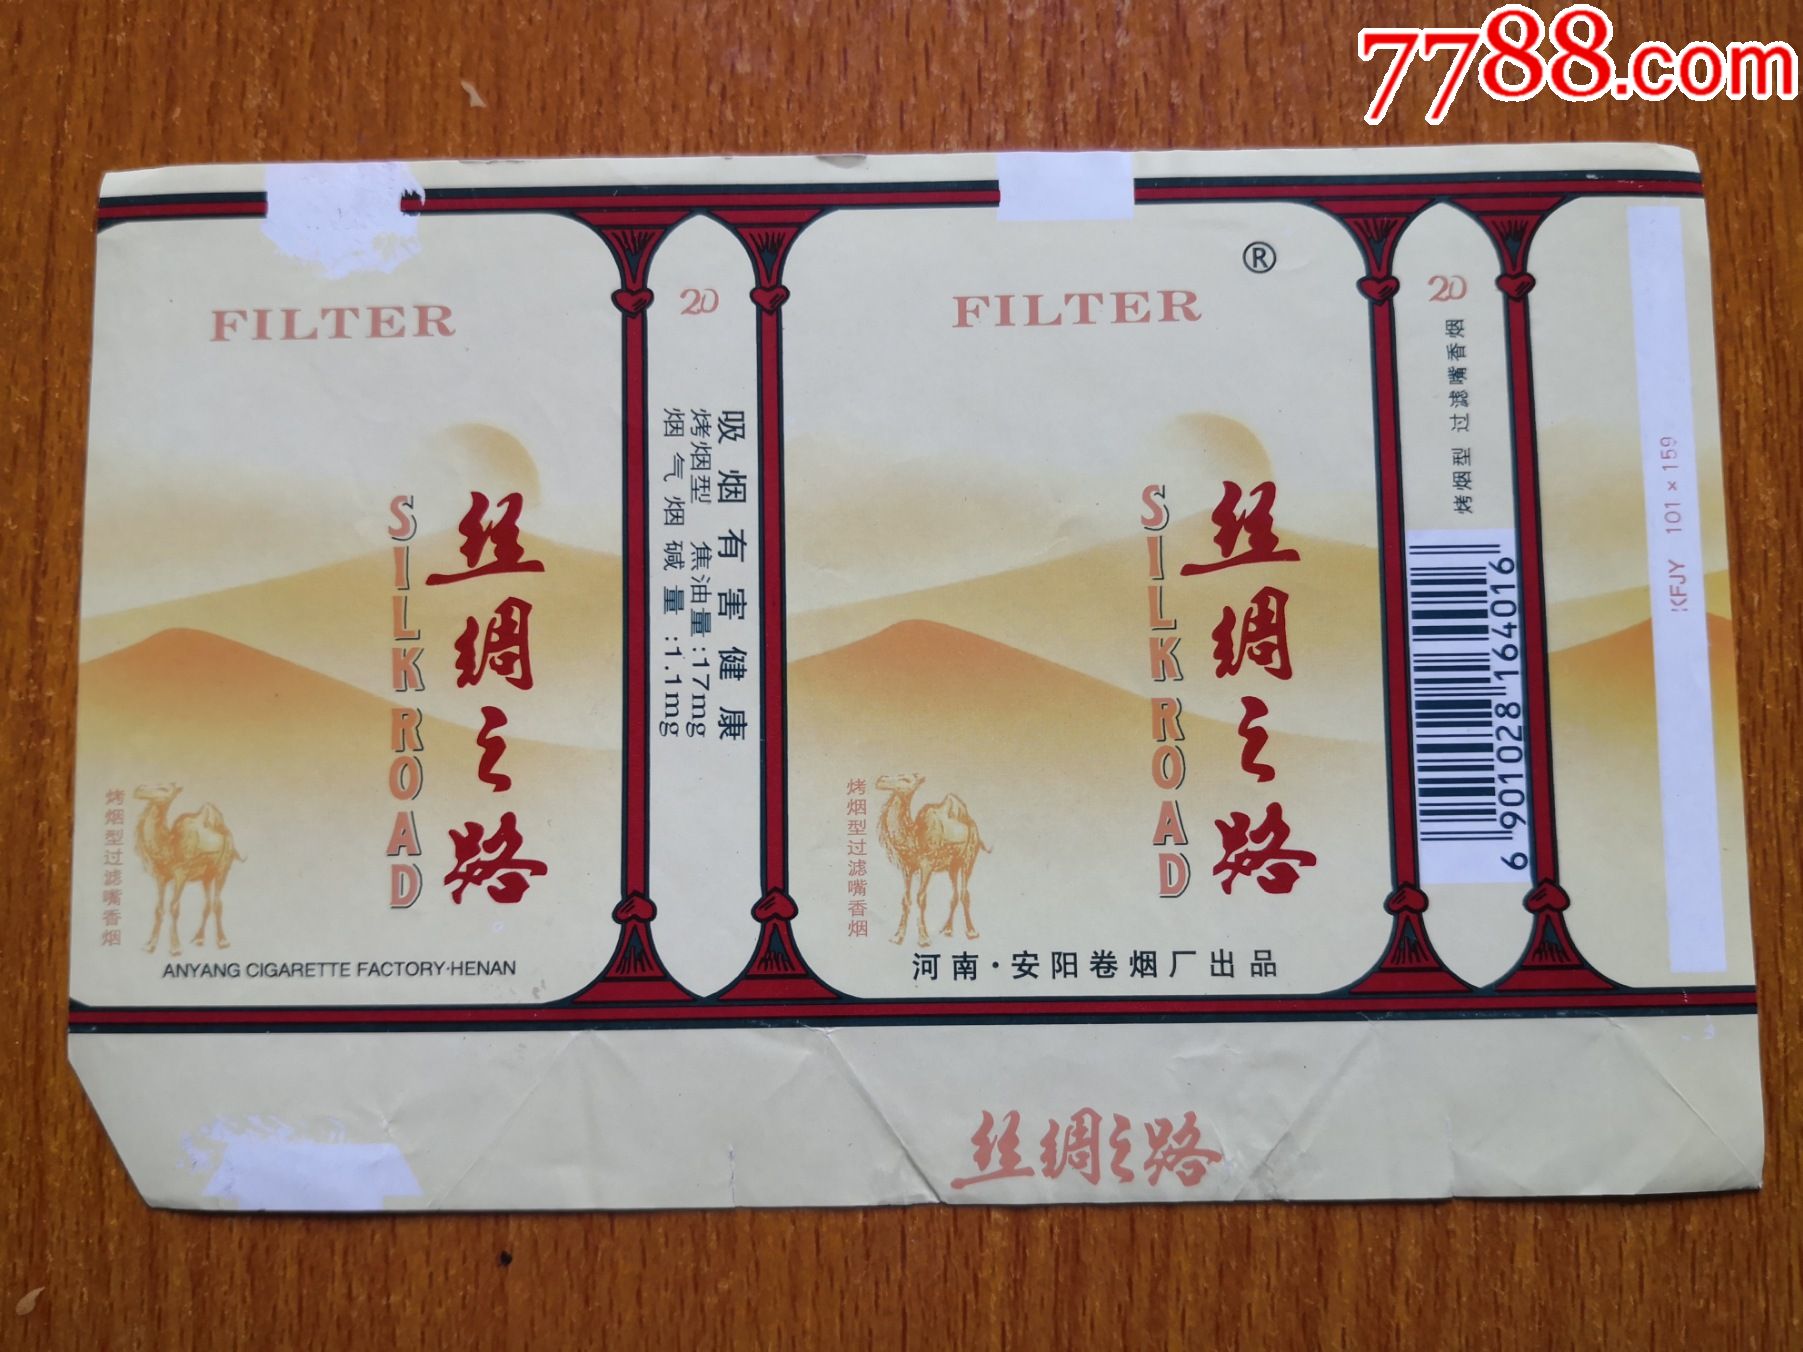 7788.com
FILTER
SILK ROAD
丝绸之路
烤烟型过滤嘴香烟
ANYANG CIGARETTE FACTORY·HENAN
20
吸烟有害健康
烤烟型 焦油量:17mg
烟气烟碱量:1.1mg
®
FILTER
SILK ROAD
丝绸之路
烤烟型过滤嘴香烟
河南·安阳卷烟厂出品
20
烤烟型 过滤嘴香烟
6 901028 164016
KFJY 101×159
丝绸之路